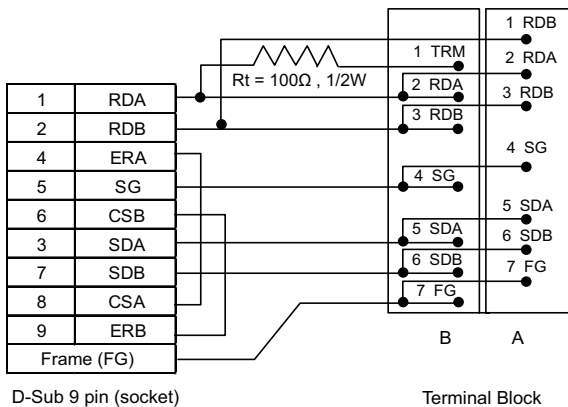 1 RDA
2 RDB
4 ERA
5 SG
6 CSB
3 SDA
7 SDB
8 CSA
9 ERB
Frame (FG)
D-Sub 9 pin (socket)
Rt = 100Ω , 1/2W
1 TRM
2 RDA
3 RDB
4 SG
5 SDA
6 SDB
7 FG
B
1 RDB
2 RDA
3 RDB
4 SG
5 SDA
6 SDB
7 FG
A
Terminal Block